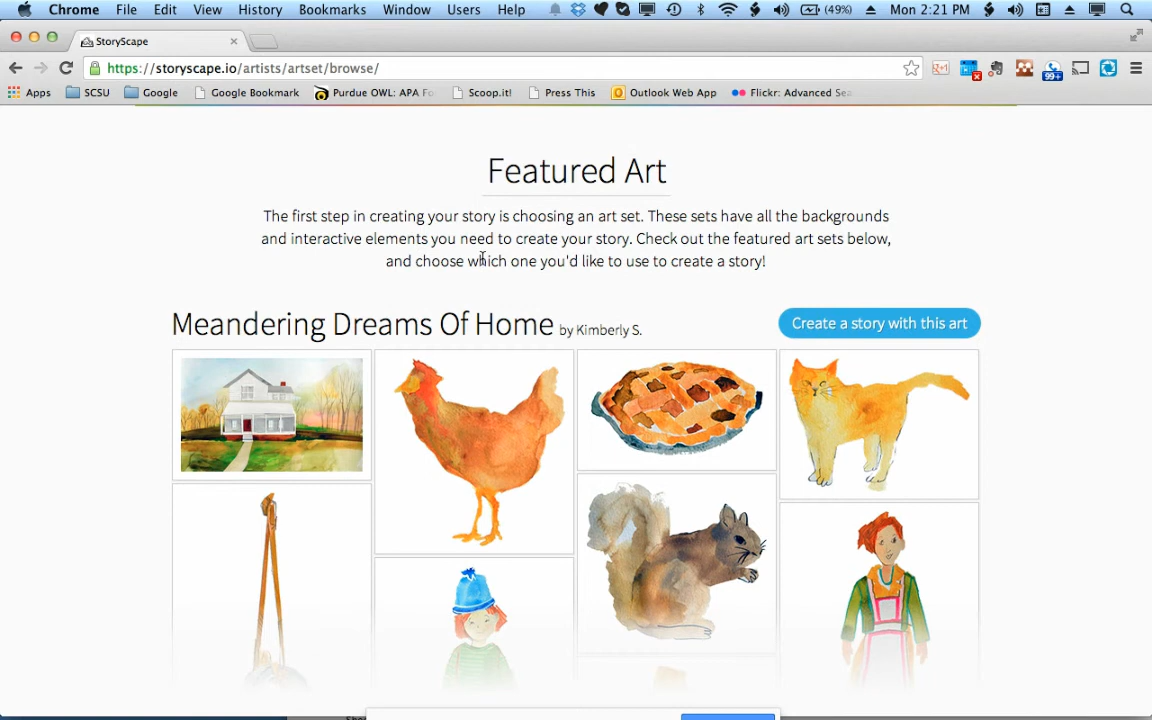 Chrome File Edit View History Bookmarks Window Users Help (49%) Mon 2:21 PM
StoryScape
https://storyscape.io/artists/artset/browse/
99+
Apps SCSU Google Google Bookmark Purdue OWL: APA Fo Scoop.it! Press This Outlook Web App Flickr: Advanced Sea
Featured Art
The first step in creating your story is choosing an art set. These sets have all the backgrounds
and interactive elements you need to create your story. Check out the featured art sets below,
and choose which one you'd like to use to create a story!
Meandering Dreams Of Home by Kimberly S.
Create a story with this art